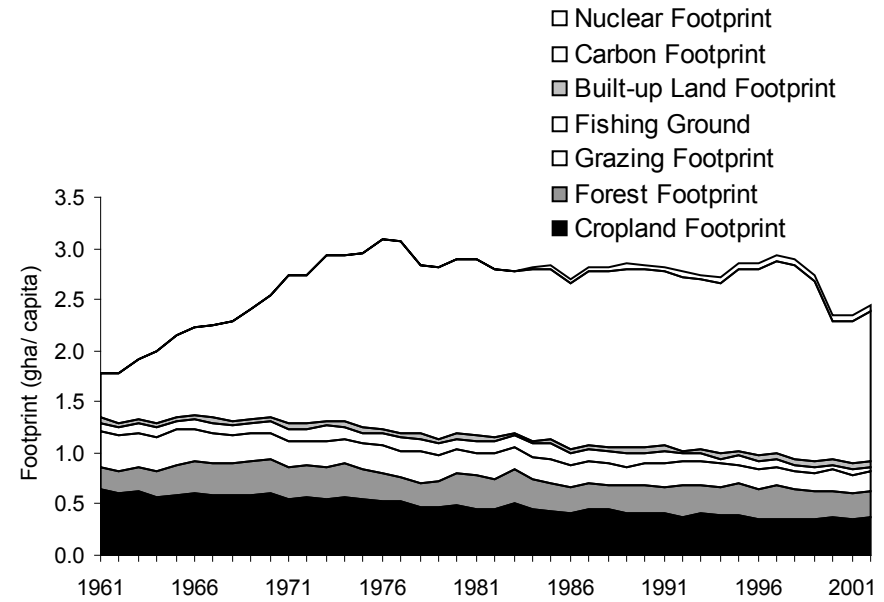 Nuclear Footprint
Carbon Footprint
Built-up Land Footprint
Fishing Ground
Grazing Footprint
Forest Footprint
Cropland Footprint
Footprint (gha/ capita)
3.5
3.0
2.5
2.0
1.5
1.0
0.5
0.0
1961 1966 1971 1976 1981 1986 1991 1996 2001